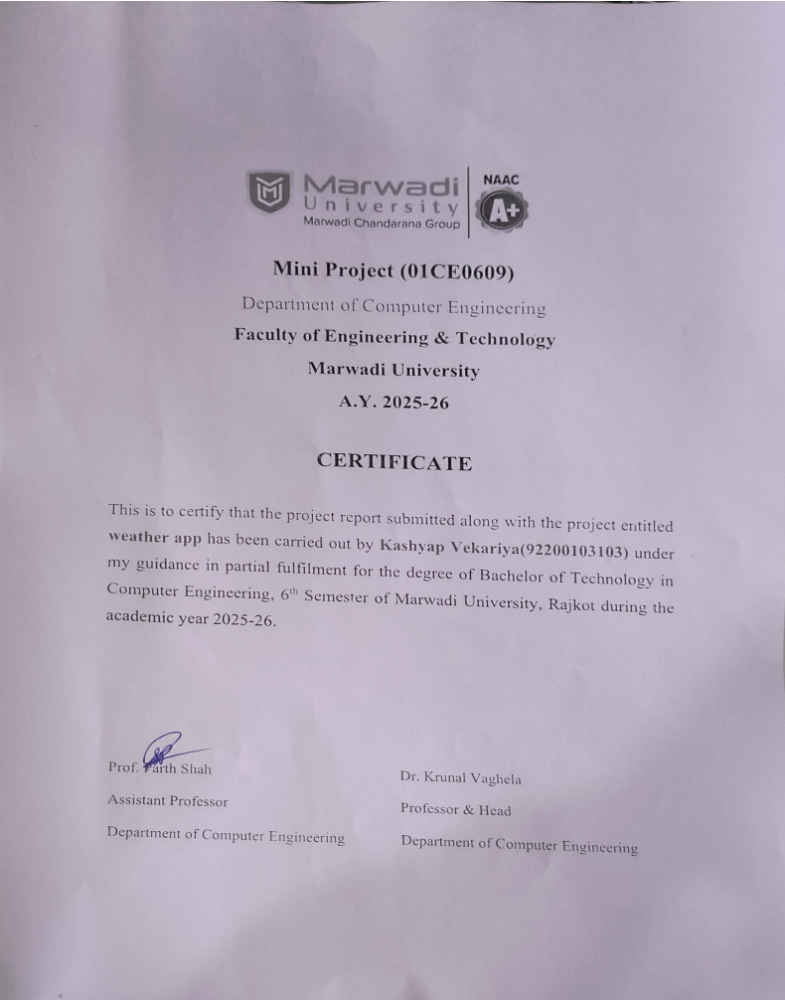 Marwadi
University
Marwadi Chandarana Group
NAAC
A+
Mini Project (01CE0609)
Department of Computer Engineering
Faculty of Engineering & Technology
Marwadi University
A.Y. 2025-26
CERTIFICATE
This is to certify that the project report submitted along with the project entitled
weather app has been carried out by Kashyap Vekariya(92200103103) under
my guidance in partial fulfilment for the degree of Bachelor of Technology in
Computer Engineering, 6th Semester of Marwadi University, Rajkot during the
academic year 2025-26.
Prof. Parth Shah
Assistant Professor
Department of Computer Engineering
Dr. Krunal Vaghela
Professor & Head
Department of Computer Engineering